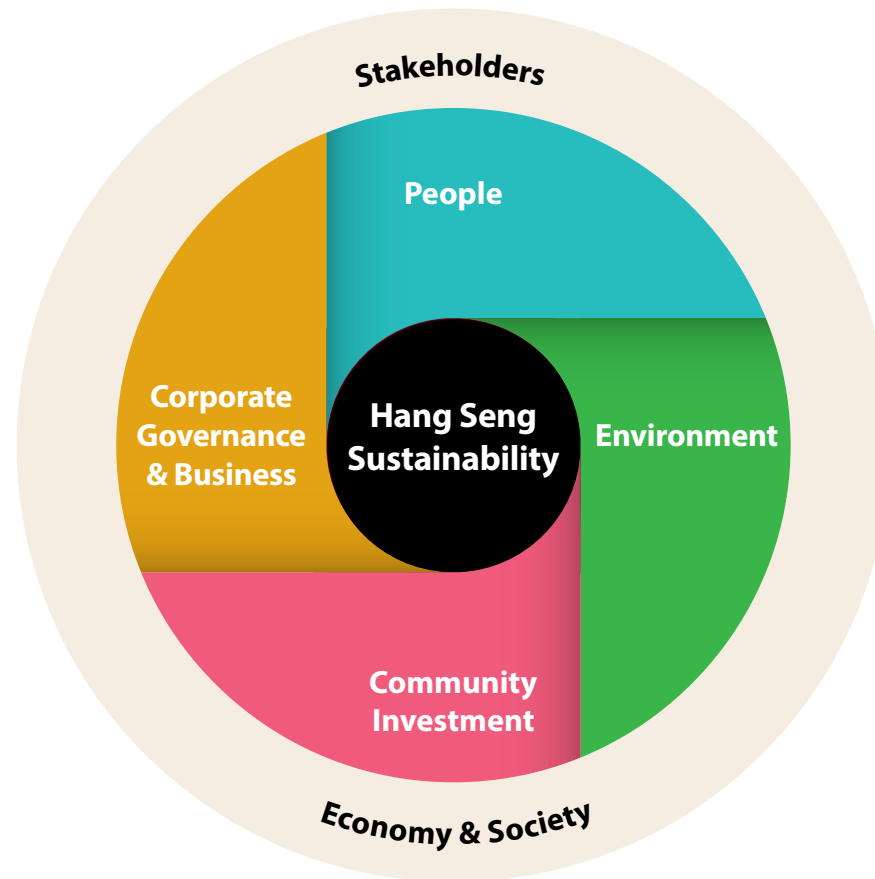 Stakeholders
People
Corporate
Governance
& Business
Hang Seng
Sustainability
Environment
Community
Investment
Economy & Society